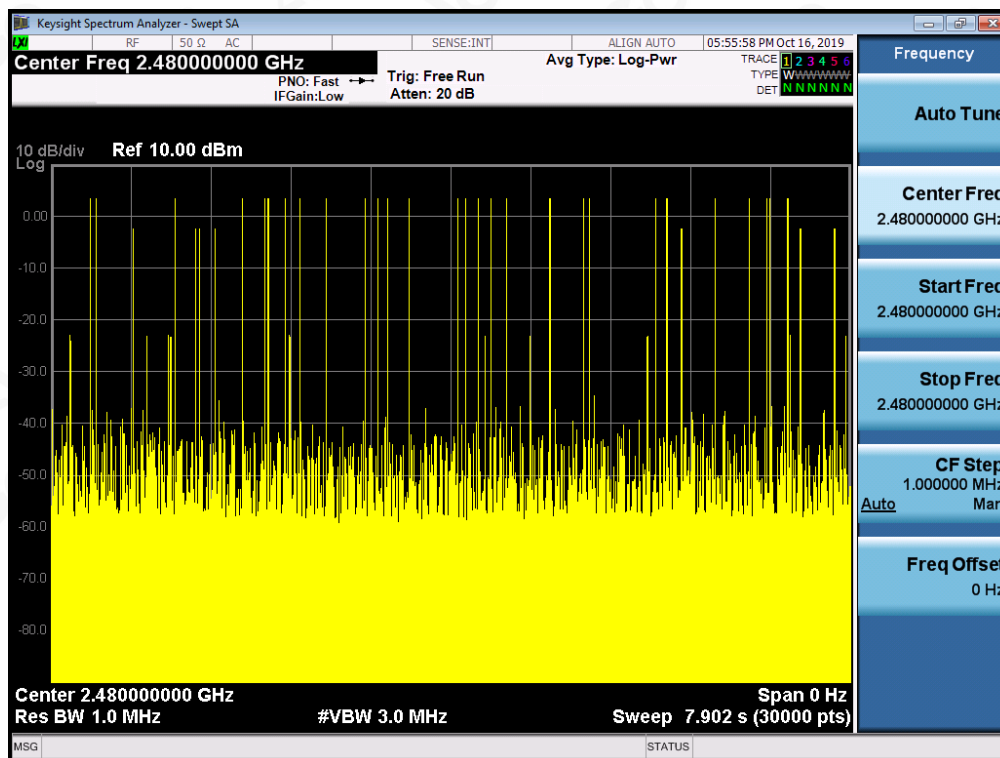 Keysight Spectrum Analyzer - Swept SA
LXI
RF
50 Ω
AC
SENSE:INT
ALIGN AUTO
05:55:58 PM Oct 16, 2019
Center Freq 2.480000000 GHz
PNO: Fast
IFGain:Low
Trig: Free Run
Atten: 20 dB
Avg Type: Log-Pwr
TRACE 1 2 3 4 5 6
TYPE WWWWWW
DET N N N N N N
10 dB/div
Log
Ref 10.00 dBm
0.00
-10.0
-20.0
-30.0
-40.0
-50.0
-60.0
-70.0
-80.0
Center 2.480000000 GHz
Span 0 Hz
Res BW 1.0 MHz
#VBW 3.0 MHz
Sweep 7.902 s (30000 pts)
MSG
STATUS
Frequency
Auto Tune
Center Freq
2.480000000 GHz
Start Freq
2.480000000 GHz
Stop Freq
2.480000000 GHz
CF Step
1.000000 MHz
Auto
Man
Freq Offset
0 Hz